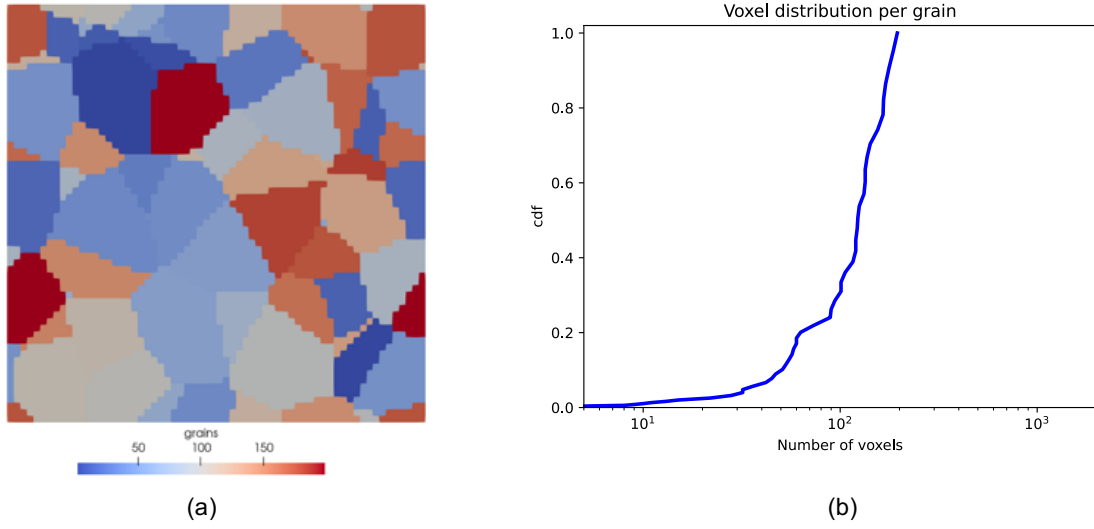 grains
50 100 150
(a)
Voxel distribution per grain
1.0
0.8
0.6
0.4
0.2
0.0
cdf
10¹ 10² 10³
Number of voxels
(b)